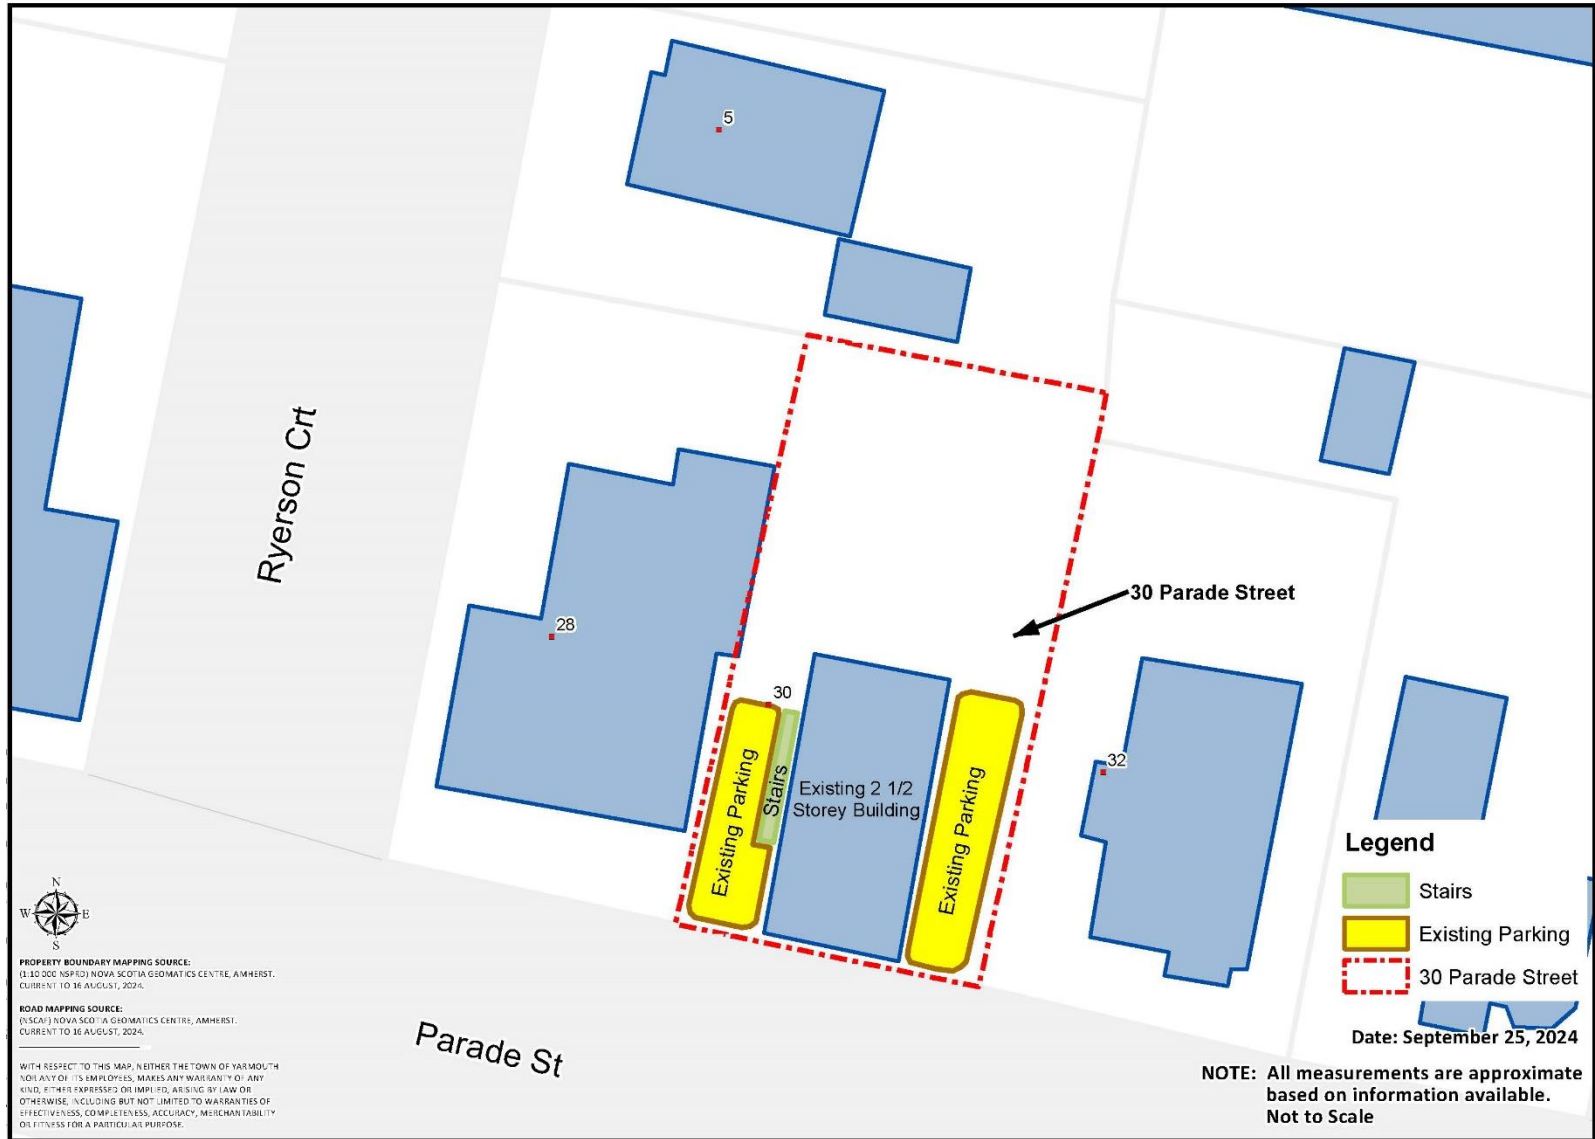 5
Ryerson Crt
30 Parade Street
28
30
32
Existing Parking
Stairs
Existing 2 1/2
Storey Building
Existing Parking
Parade St
Legend
Stairs
Existing Parking
30 Parade Street
Date: September 25, 2024
NOTE: All measurements are approximate
based on information available.
Not to Scale
N
W E
S
PROPERTY BOUNDARY MAPPING SOURCE:
(1:10 000 NSPRD) NOVA SCOTIA GEOMATICS CENTRE, AMHERST.
CURRENT TO 16 AUGUST, 2024.
ROAD MAPPING SOURCE:
(NSCAF) NOVA SCOTIA GEOMATICS CENTRE, AMHERST.
CURRENT TO 16 AUGUST, 2024.
WITH RESPECT TO THIS MAP, NEITHER THE TOWN OF YARMOUTH
NOR ANY OF ITS EMPLOYEES, MAKES ANY WARRANTY OF ANY
KIND, EITHER EXPRESSED OR IMPLIED, ARISING BY LAW OR
OTHERWISE, INCLUDING BUT NOT LIMITED TO WARRANTIES OF
EFFECTIVENESS, COMPLETENESS, ACCURACY, MERCHANTABILITY
OR FITNESS FOR A PARTICULAR PURPOSE.